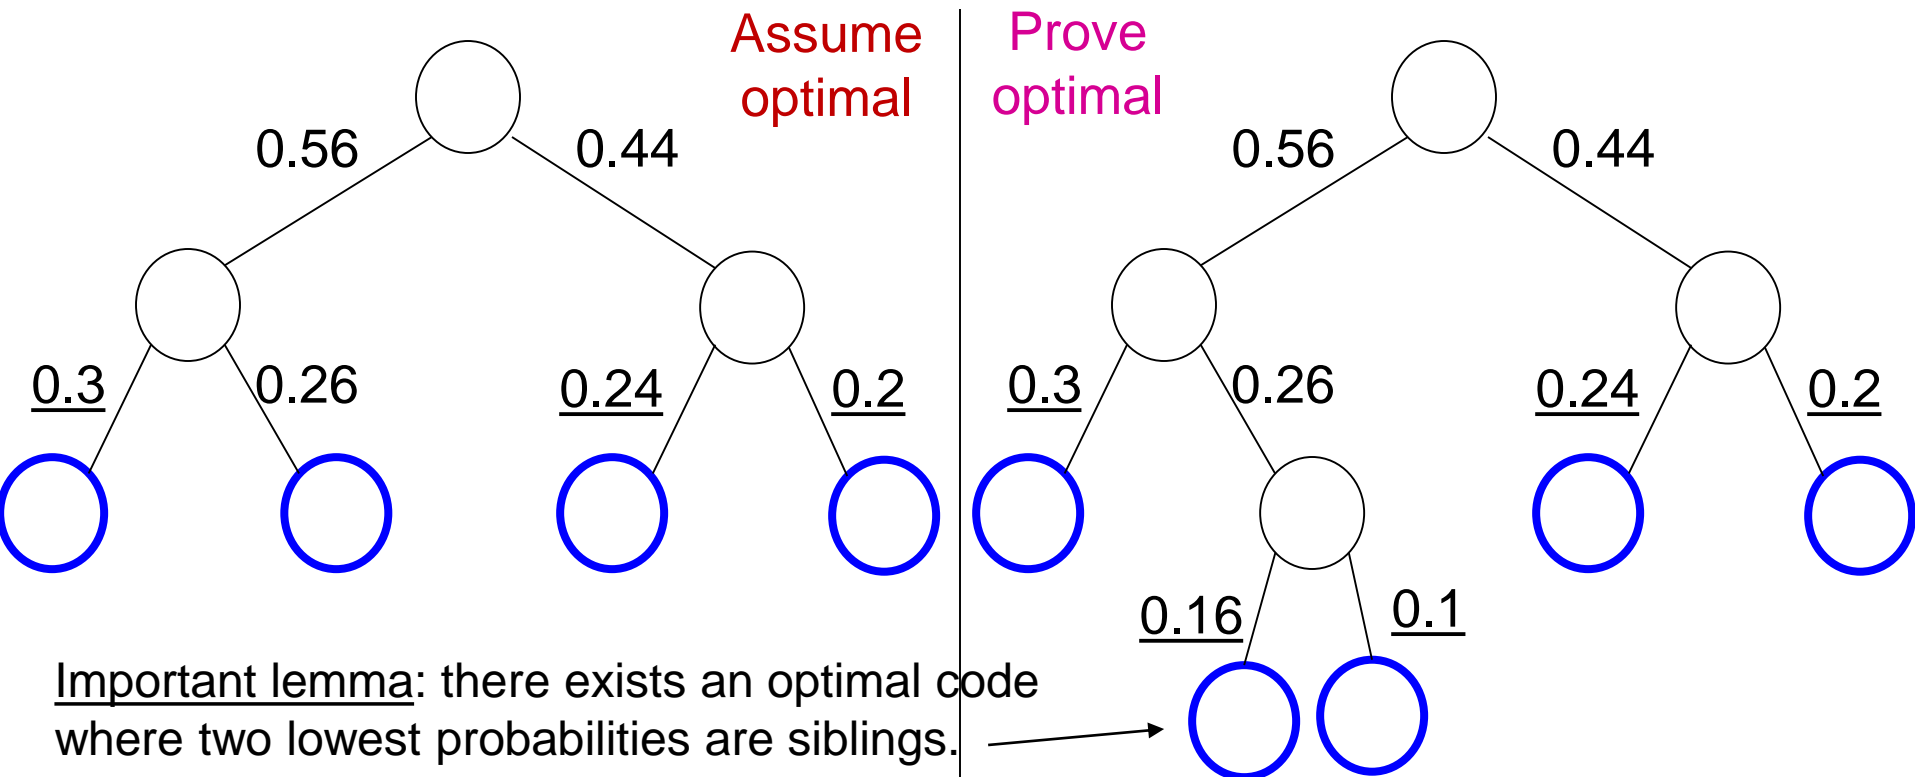 Assume
optimal
0.56
0.44
0.3
0.26
0.24
0.2
Important lemma: there exists an optimal code
where two lowest probabilities are siblings.
Prove
optimal
0.56
0.44
0.3
0.26
0.24
0.2
0.16
0.1